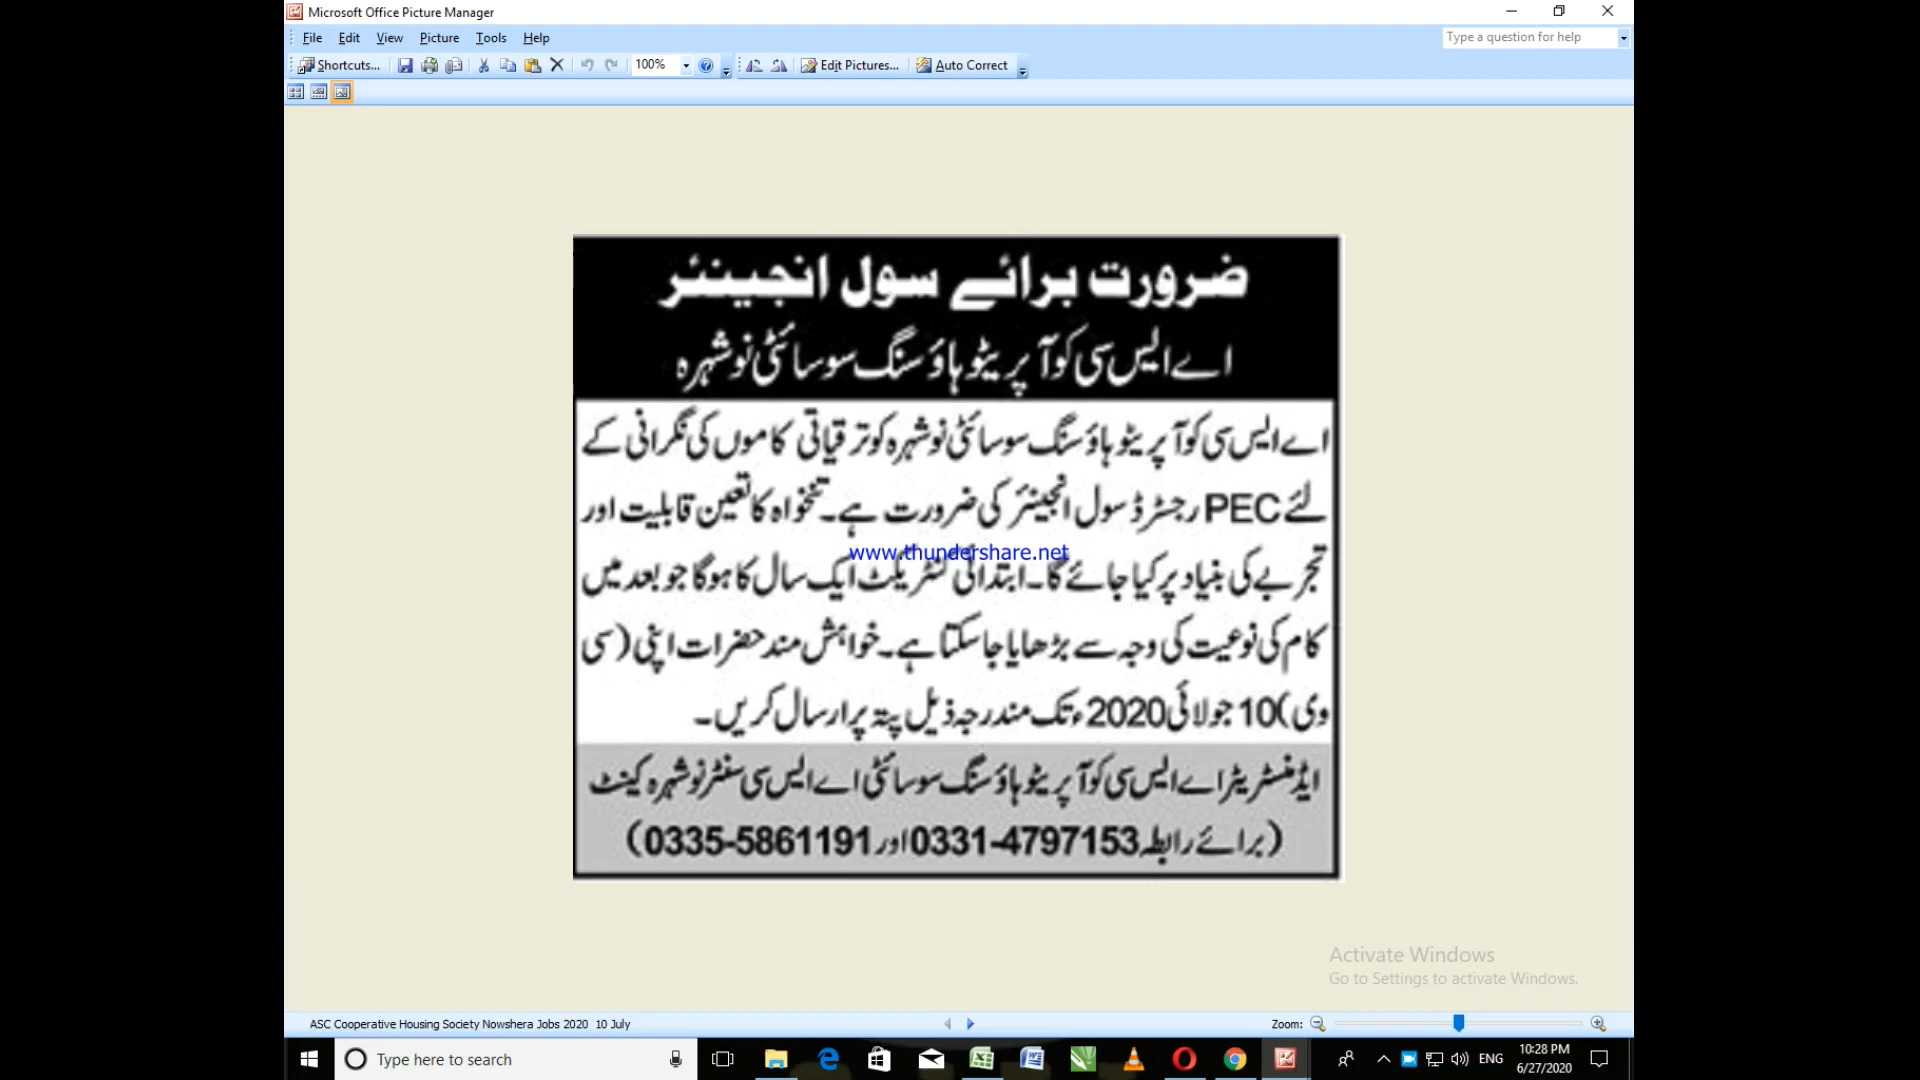 Microsoft Office Picture Manager
File Edit View Picture Tools Help
Type a question for help
Shortcuts... 100% Edit Pictures... Auto Correct
ضرورت برائے سول انجینئر
اے ایس سی کوآپریٹو ہاؤسنگ سوسائٹی نوشہرہ
اے ایس سی کوآپریٹو ہاؤسنگ سوسائٹی نوشہرہ کو ترقیاتی کاموں کی نگرانی کے
لئے PEC رجسٹرڈ سول انجینئر کی ضرورت ہے۔ تنخواہ کا تعین قابلیت اور
www.thundershare.net
تجربے کی بنیاد پر کیا جائے گا۔ ابتدائی کنٹریکٹ ایک سال کا ہوگا جو بعد میں
کام کی نوعیت کی وجہ سے بڑھایا جا سکتا ہے۔ خواہش مند حضرات اپنی (سی
وی) 10 جولائی 2020ء تک مندرجہ ذیل پتہ پر ارسال کریں۔
ایڈمنسٹریٹر اے ایس سی کوآپریٹو ہاؤسنگ سوسائٹی اے ایس سی سنٹر نوشہرہ کینٹ
(برائے رابطہ 0331-4797153 اور 0335-5861191)
Activate Windows
Go to Settings to activate Windows.
ASC Cooperative Housing Society Nowshera Jobs 2020 10 July
Zoom:
Type here to search
ENG
10:28 PM
6/27/2020